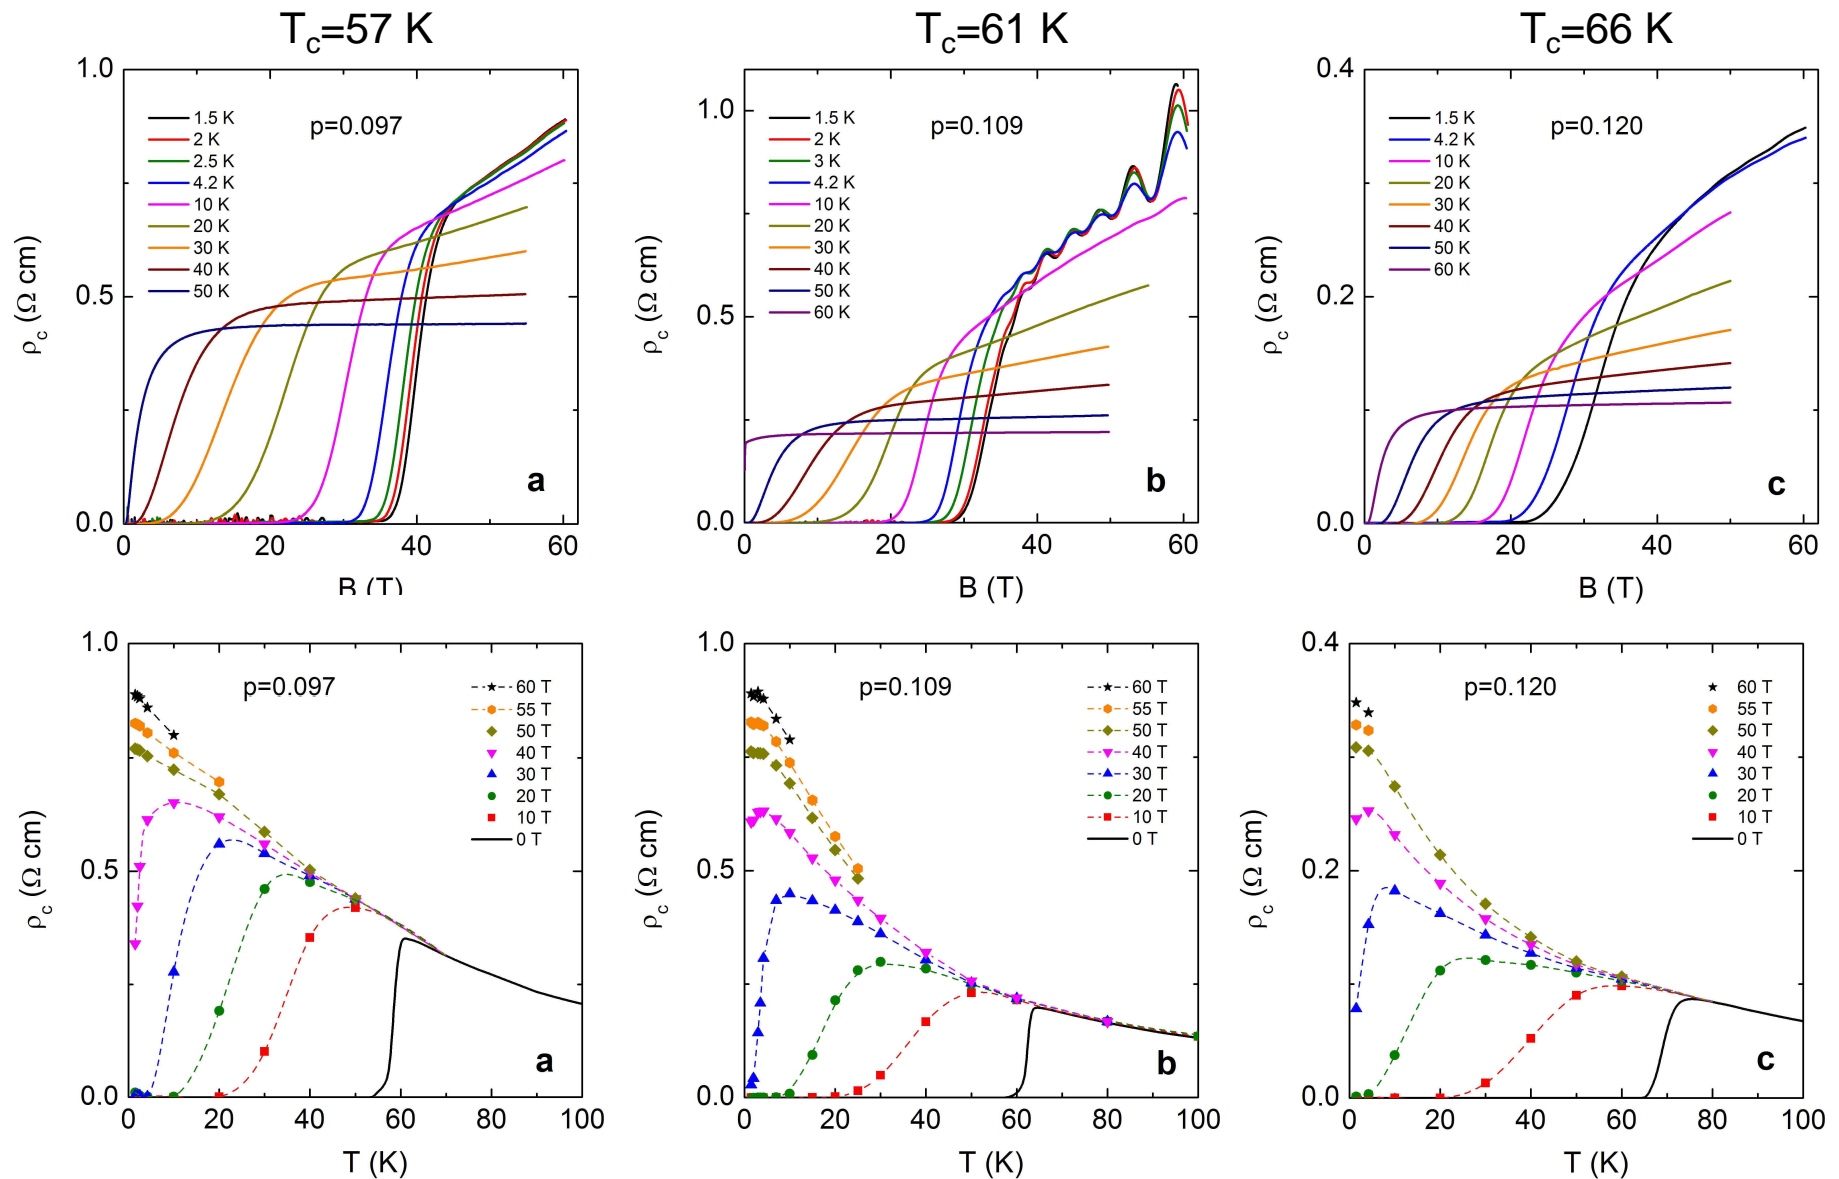 Tc=57 K
Tc=61 K
Tc=66 K
1.0
0.5
0.0
ρc (Ω cm)
1.5 K
2 K
2.5 K
4.2 K
10 K
20 K
30 K
40 K
50 K
p=0.097
a
0 20 40 60
B (T)
1.0
0.5
0.0
ρc (Ω cm)
1.5 K
2 K
3 K
4.2 K
10 K
20 K
30 K
40 K
50 K
60 K
p=0.109
b
0 20 40 60
B (T)
0.4
0.2
0.0
ρc (Ω cm)
1.5 K
4.2 K
10 K
20 K
30 K
40 K
50 K
60 K
p=0.120
c
0 20 40 60
B (T)
1.0
0.5
0.0
ρc (Ω cm)
p=0.097
60 T
55 T
50 T
40 T
30 T
20 T
10 T
0 T
a
0 20 40 60 80 100
T (K)
1.0
0.5
0.0
ρc (Ω cm)
p=0.109
60 T
55 T
50 T
40 T
30 T
20 T
10 T
0 T
b
0 20 40 60 80 100
T (K)
0.4
0.2
0.0
ρc (Ω cm)
p=0.120
60 T
55 T
50 T
40 T
30 T
20 T
10 T
0 T
c
0 20 40 60 80 100
T (K)